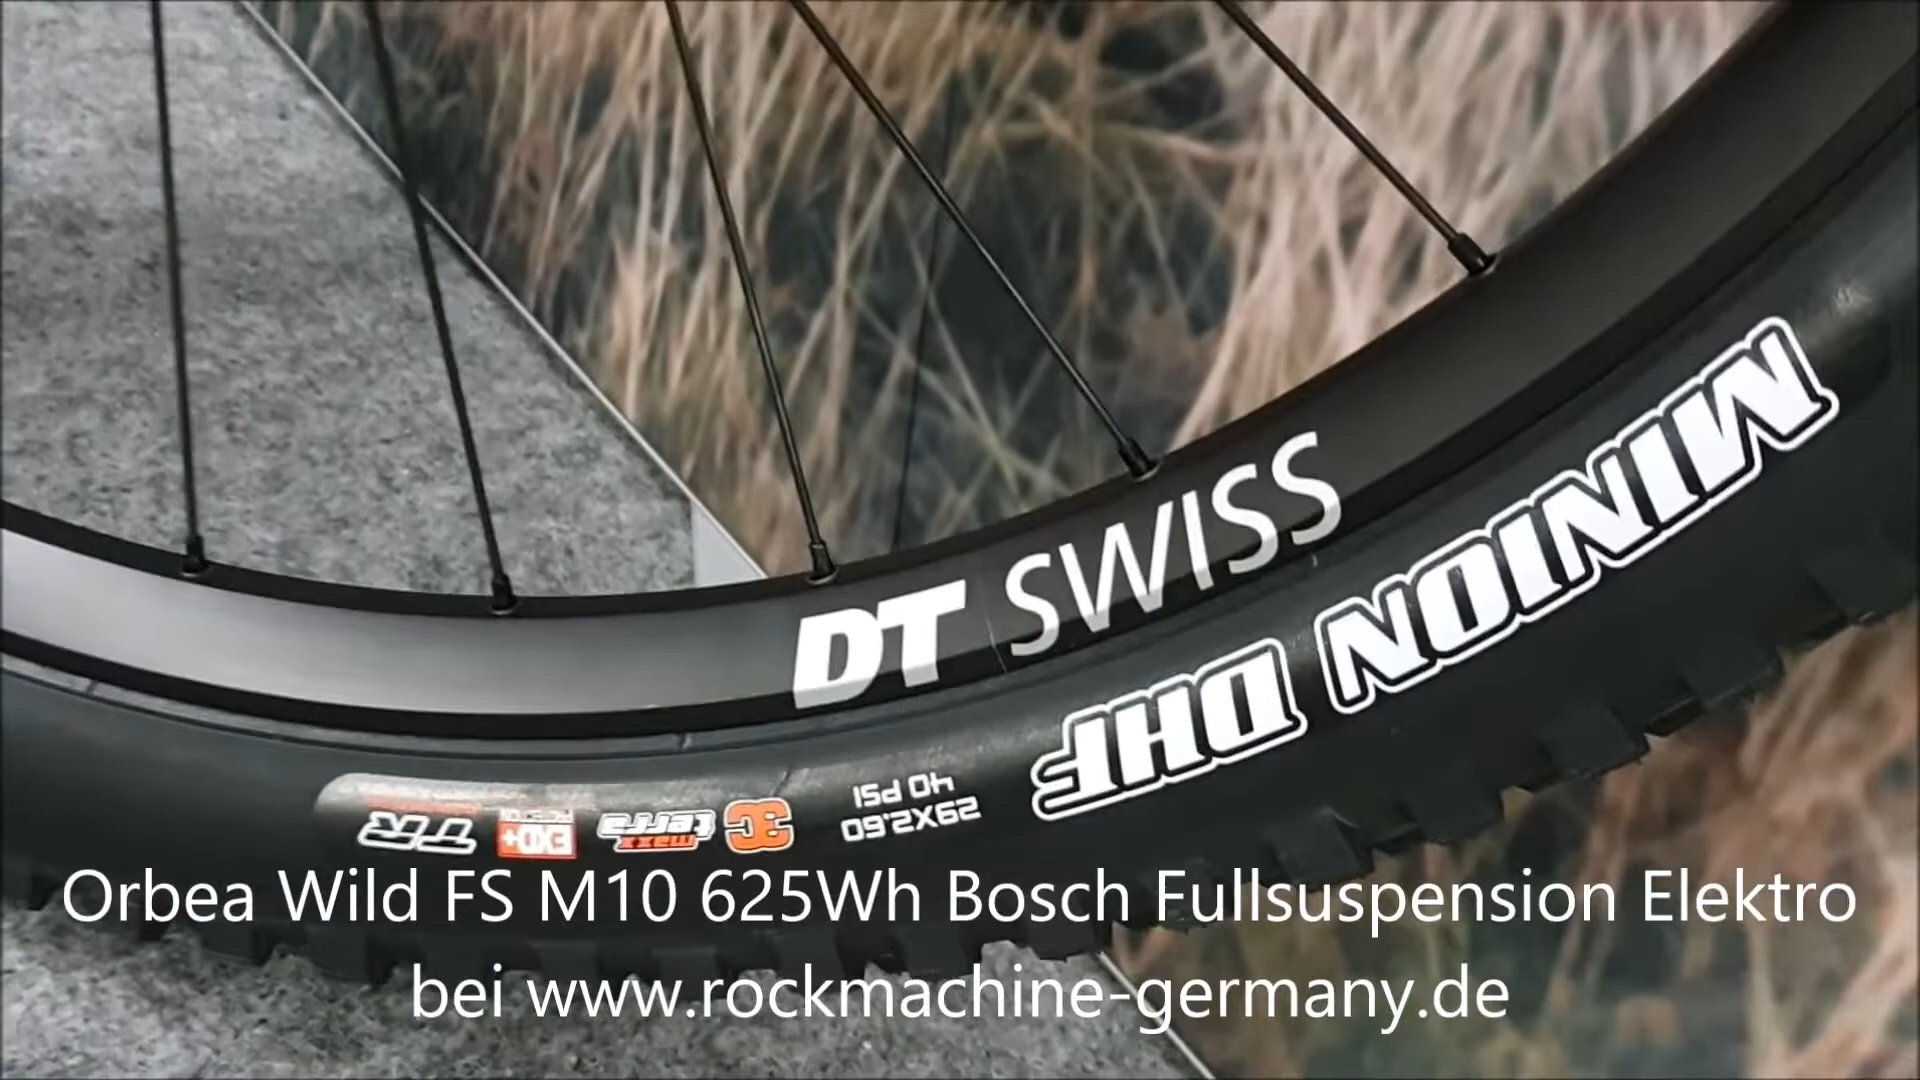 DT SWISS
MINION DHF
29X2.60
40 PSI
3C maxx terra
EXO+
PROTECTION
TR
Orbea Wild FS M10 625Wh Bosch Fullsuspension Elektro
bei www.rockmachine-germany.de